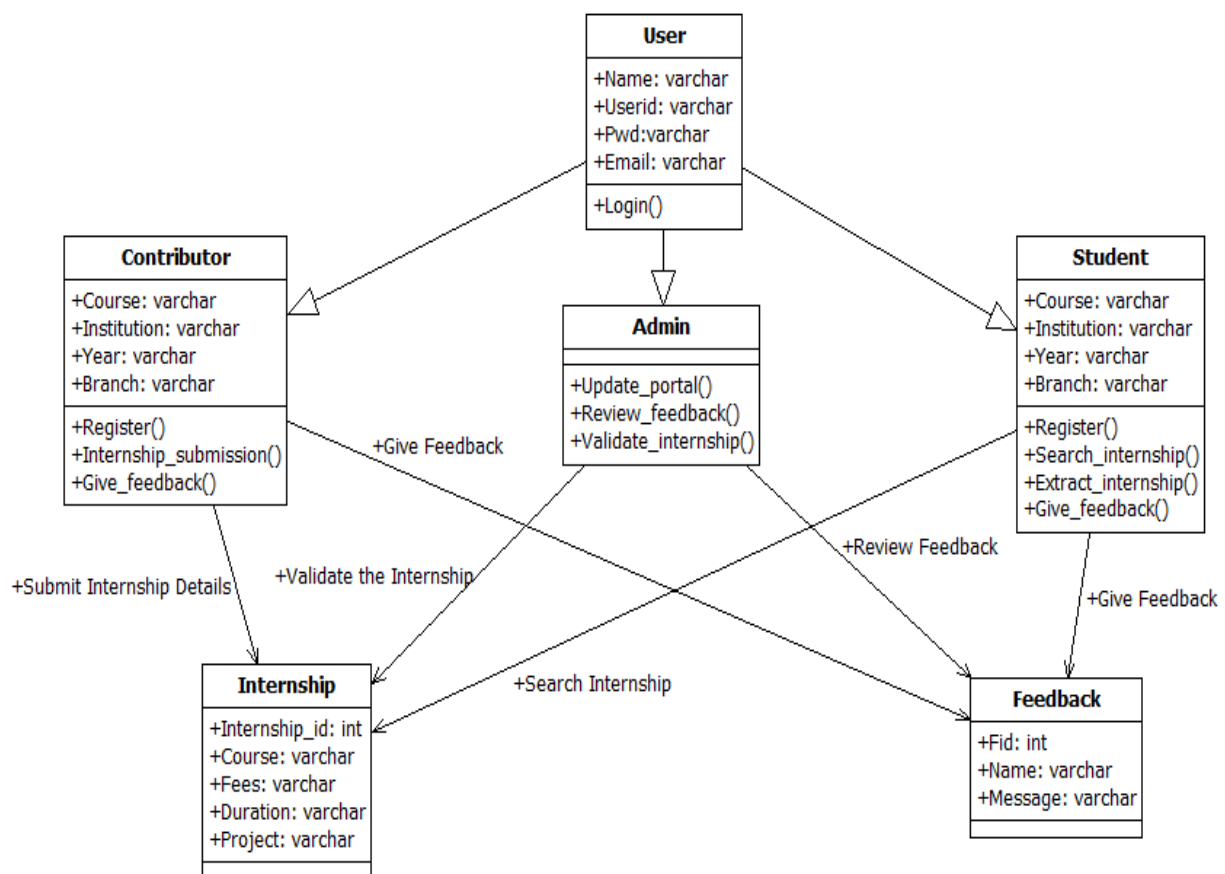 User
+Name: varchar
+Userid: varchar
+Pwd:varchar
+Email: varchar
+Login()
Contributor
+Course: varchar
+Institution: varchar
+Year: varchar
+Branch: varchar
+Register()
+Internship_submission()
+Give_feedback()
Admin
+Update_portal()
+Review_feedback()
+Validate_internship()
Student
+Course: varchar
+Institution: varchar
+Year: varchar
+Branch: varchar
+Register()
+Search_internship()
+Extract_internship()
+Give_feedback()
+Give Feedback
+Review Feedback
+Validate the Internship
+Submit Internship Details
+Give Feedback
+Search Internship
Internship
+Internship_id: int
+Course: varchar
+Fees: varchar
+Duration: varchar
+Project: varchar
Feedback
+Fid: int
+Name: varchar
+Message: varchar